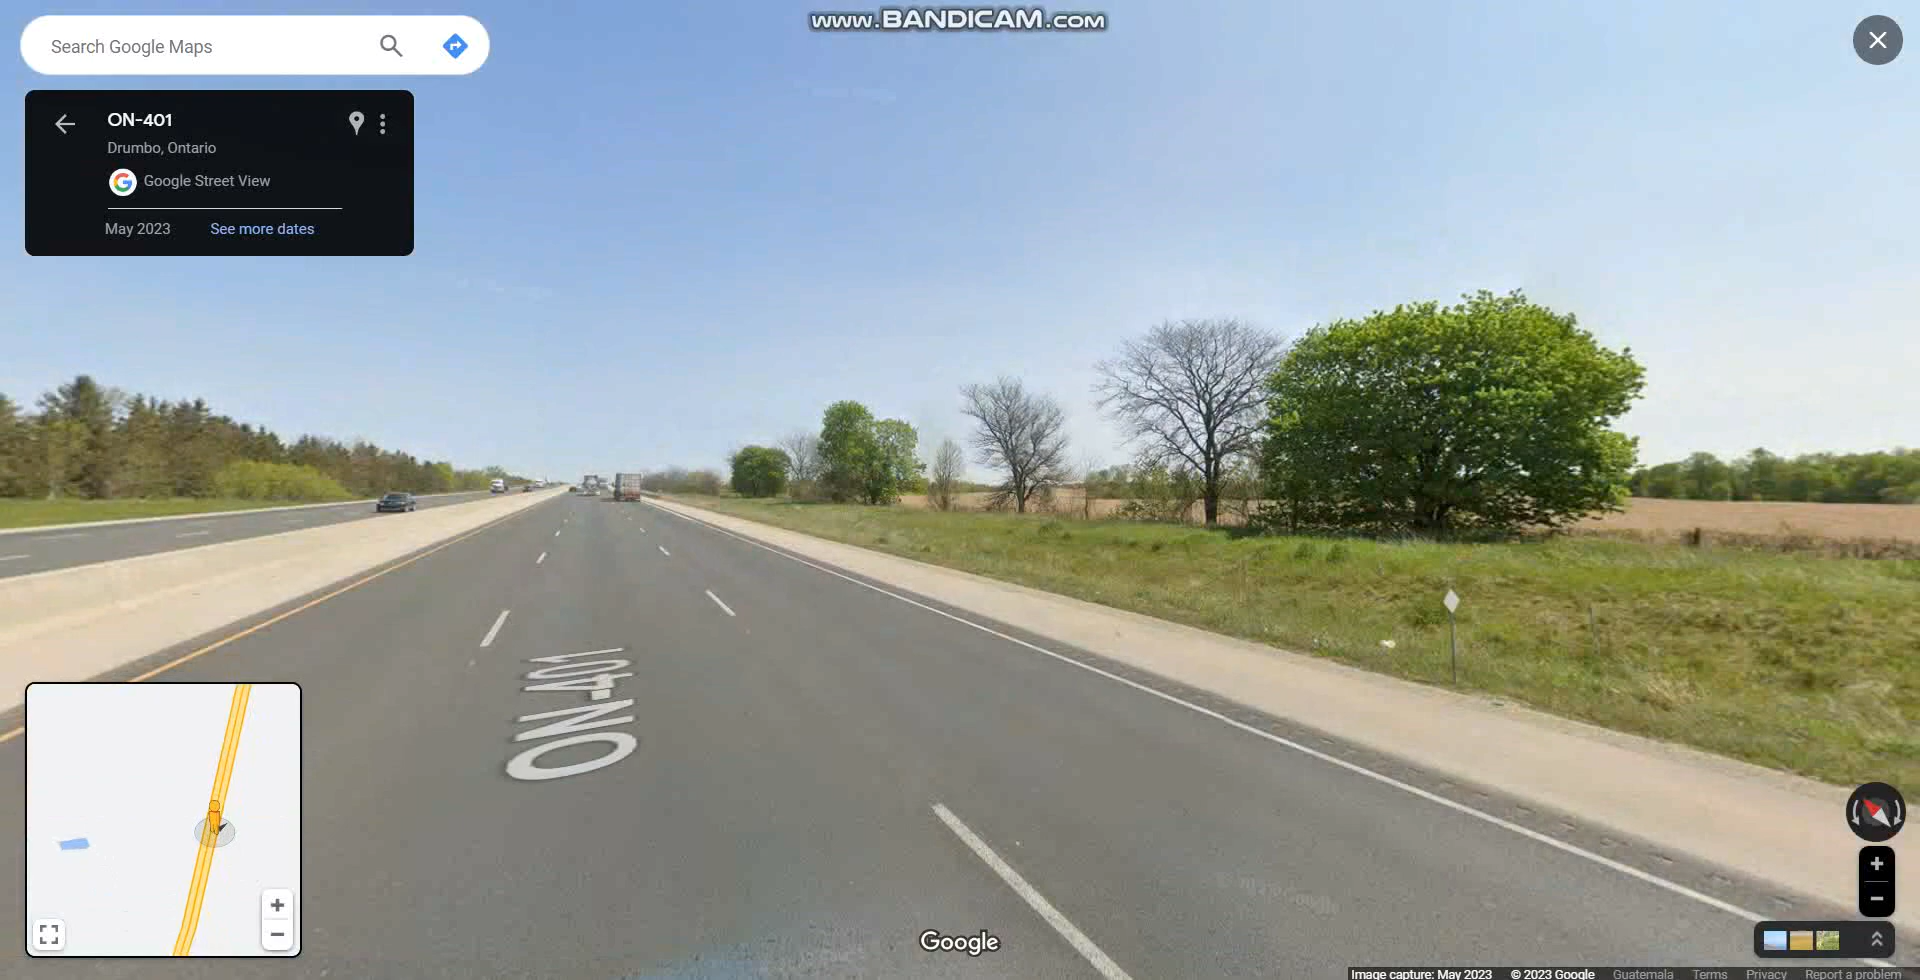 www.BANDICAM.com
Search Google Maps
ON-401
Drumbo, Ontario
Google Street View
May 2023 See more dates
ON-401
Google
Image capture: May 2023 © 2023 Google Guatemala Terms Privacy Report a problem